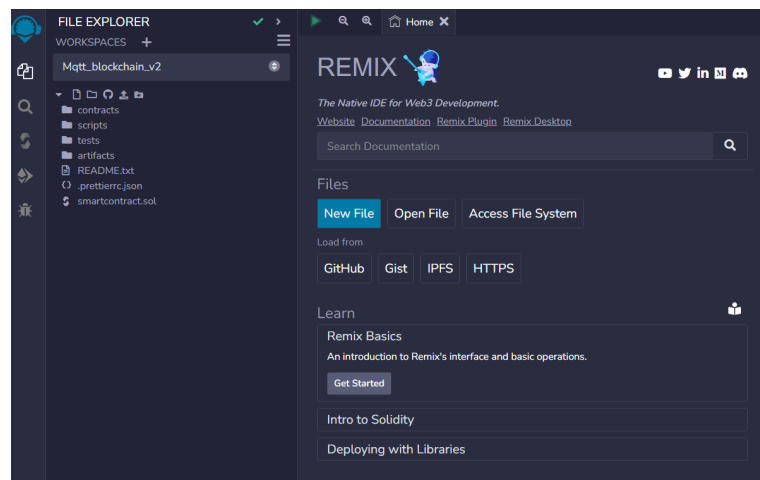 FILE EXPLORER
WORKSPACES +
Mqtt_blockchain_v2
contracts
scripts
tests
artifacts
README.txt
.prettierrc.json
smartcontract.sol
Home
REMIX
The Native IDE for Web3 Development.
Website Documentation Remix Plugin Remix Desktop
Search Documentation
Files
New File Open File Access File System
Load from
GitHub Gist IPFS HTTPS
Learn
Remix Basics
An introduction to Remix's interface and basic operations.
Get Started
Intro to Solidity
Deploying with Libraries